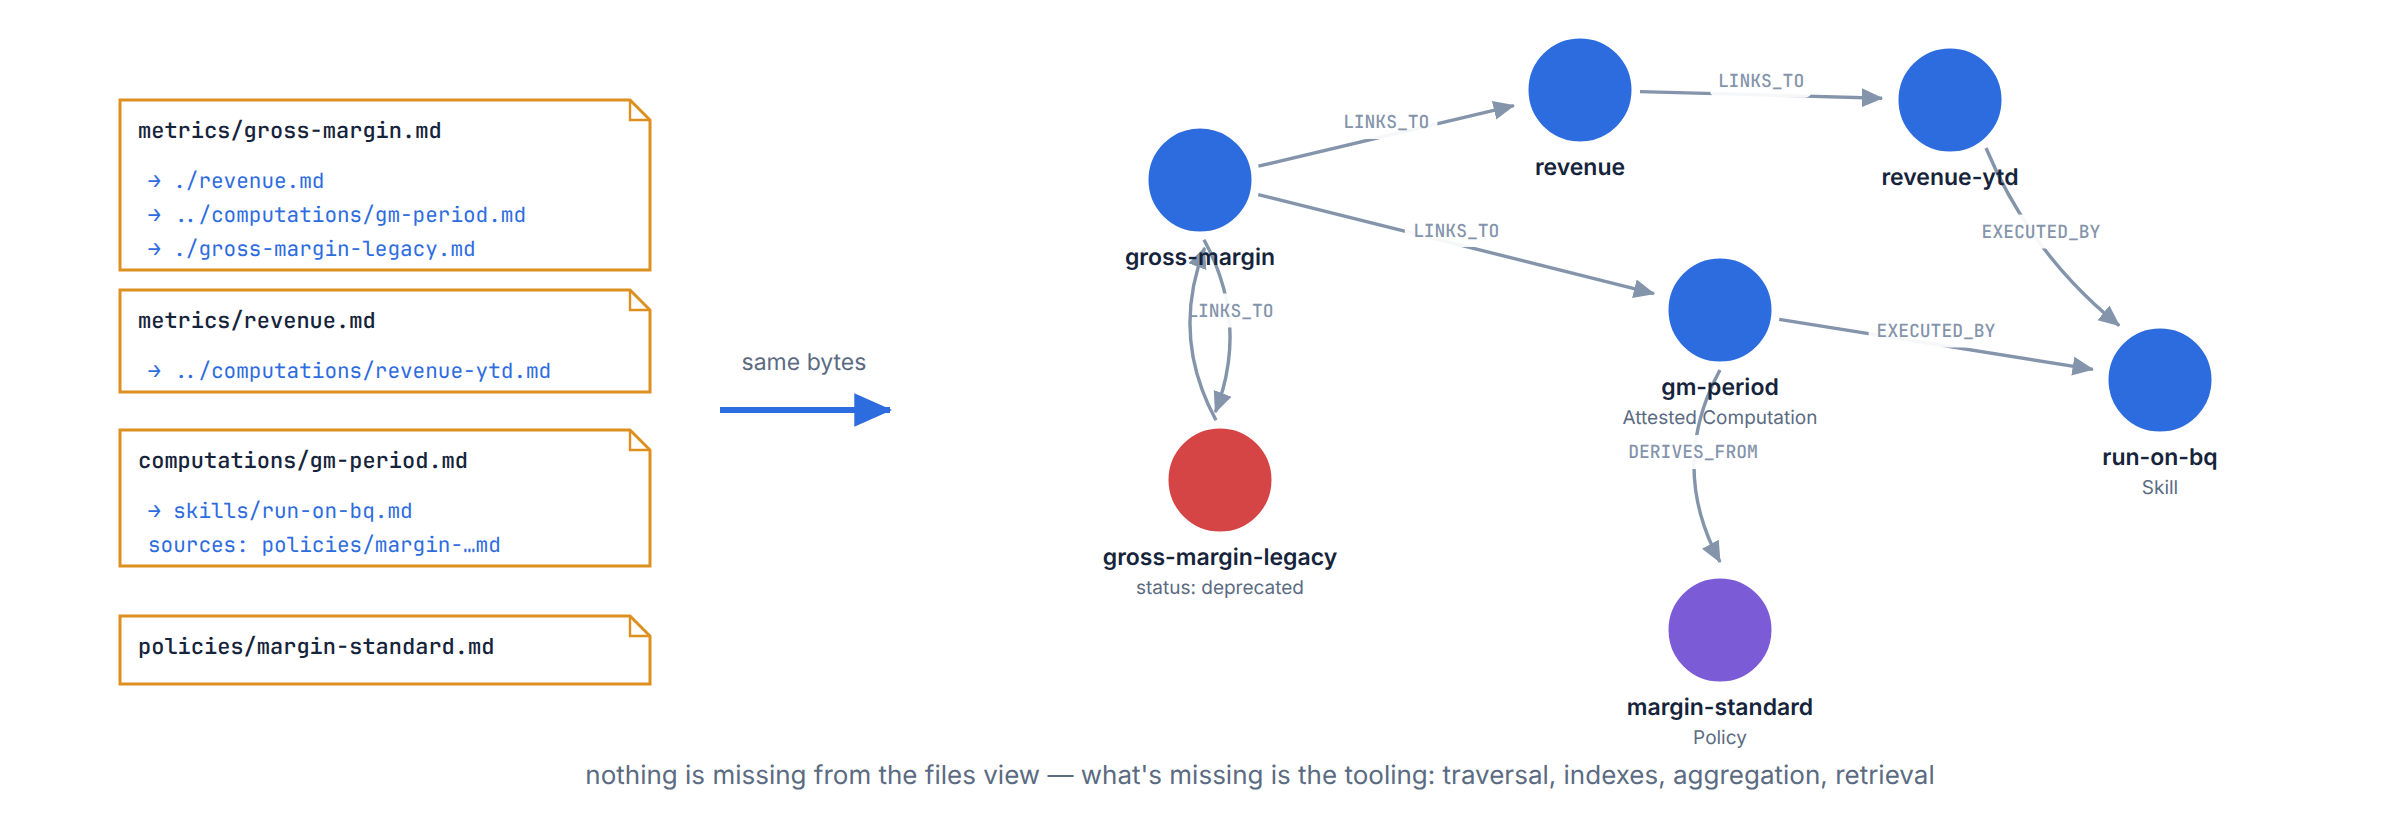 metrics/gross-margin.md
→ ./revenue.md
→ ../computations/gm-period.md
→ ./gross-margin-legacy.md
metrics/revenue.md
→ ../computations/revenue-ytd.md
computations/gm-period.md
→ skills/run-on-bq.md
sources: policies/margin-…md
policies/margin-standard.md
same bytes
LINKS_TO
LINKS_TO
revenue
revenue-ytd
LINKS_TO
EXECUTED_BY
gross-margin
LINKS_TO
LINKS_TO
EXECUTED_BY
gm-period
Attested Computation
DERIVES_FROM
run-on-bq
Skill
gross-margin-legacy
status: deprecated
margin-standard
Policy
nothing is missing from the files view — what's missing is the tooling: traversal, indexes, aggregation, retrieval